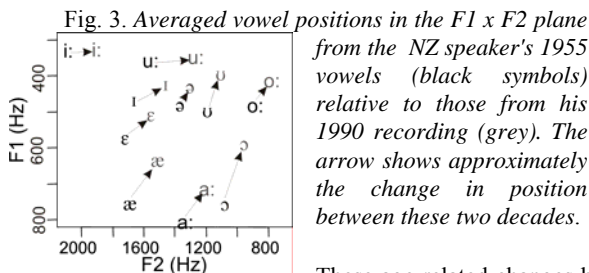 Fig. 3. Averaged vowel positions in the F1 x F2 plane
from the NZ speaker's 1955
vowels (black symbols)
relative to those from his
1990 recording (grey). The
arrow shows approximately
the change in position
between these two decades.
F1 (Hz)
400
600
800
i: i:
u: u:
ɪ ɪ
ə ə
ʊ ʊ
o: o:
ɛ ɛ
æ æ
a: a:
ɔ ɔ
2000 1600 1200 800
F2 (Hz)